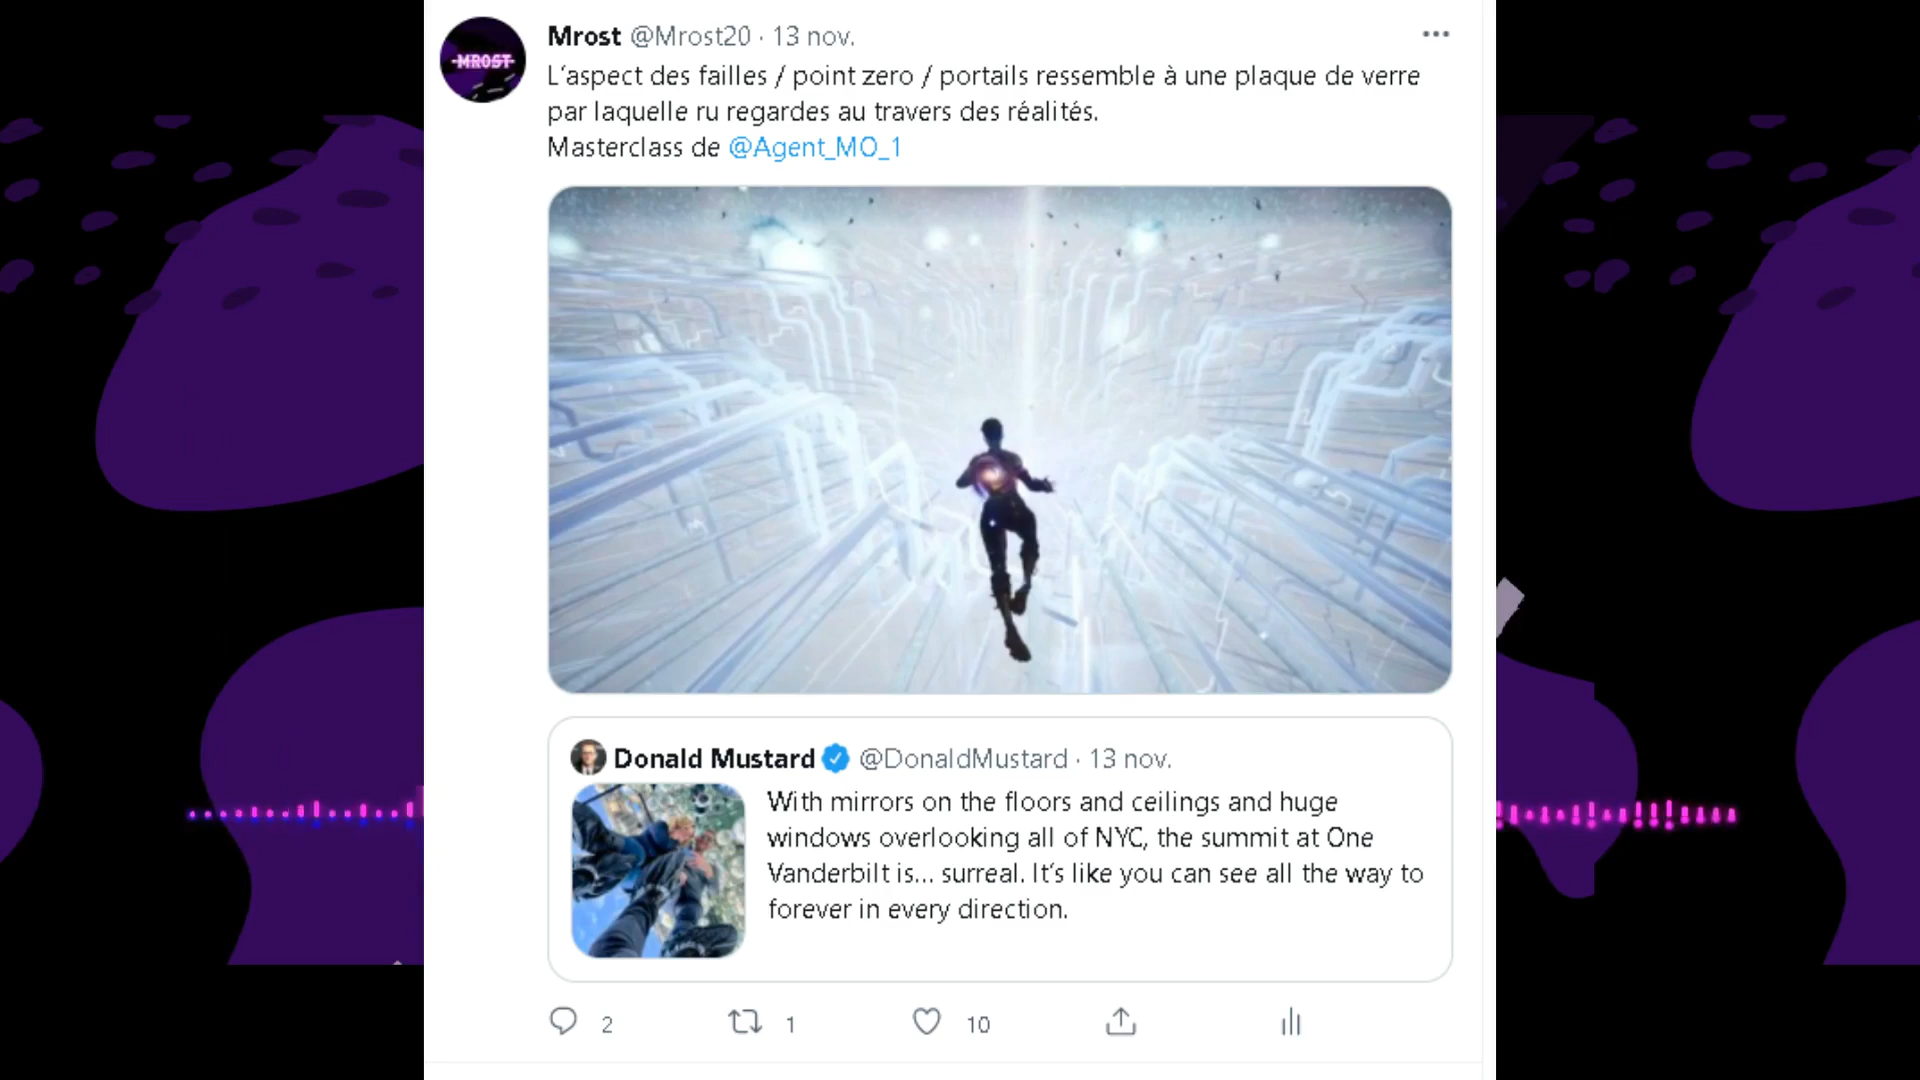 -MROST-
Mrost @Mrost20 · 13 nov.
L'aspect des failles / point zero / portails ressemble à une plaque de verre
par laquelle ru regardes au travers des réalités.
Masterclass de @Agent_MO_1
Donald Mustard @DonaldMustard · 13 nov.
With mirrors on the floors and ceilings and huge
windows overlooking all of NYC, the summit at One
Vanderbilt is... surreal. It's like you can see all the way to
forever in every direction.
2 1 10